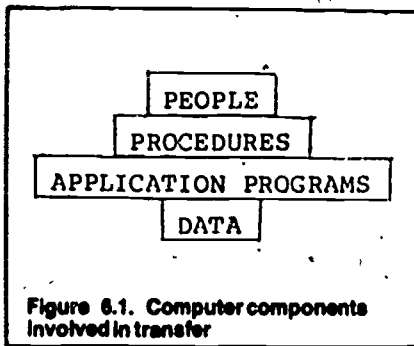 PEOPLE
PROCEDURES
APPLICATION PROGRAMS
DATA
Figure 6.1. Computer components
involved in transfer